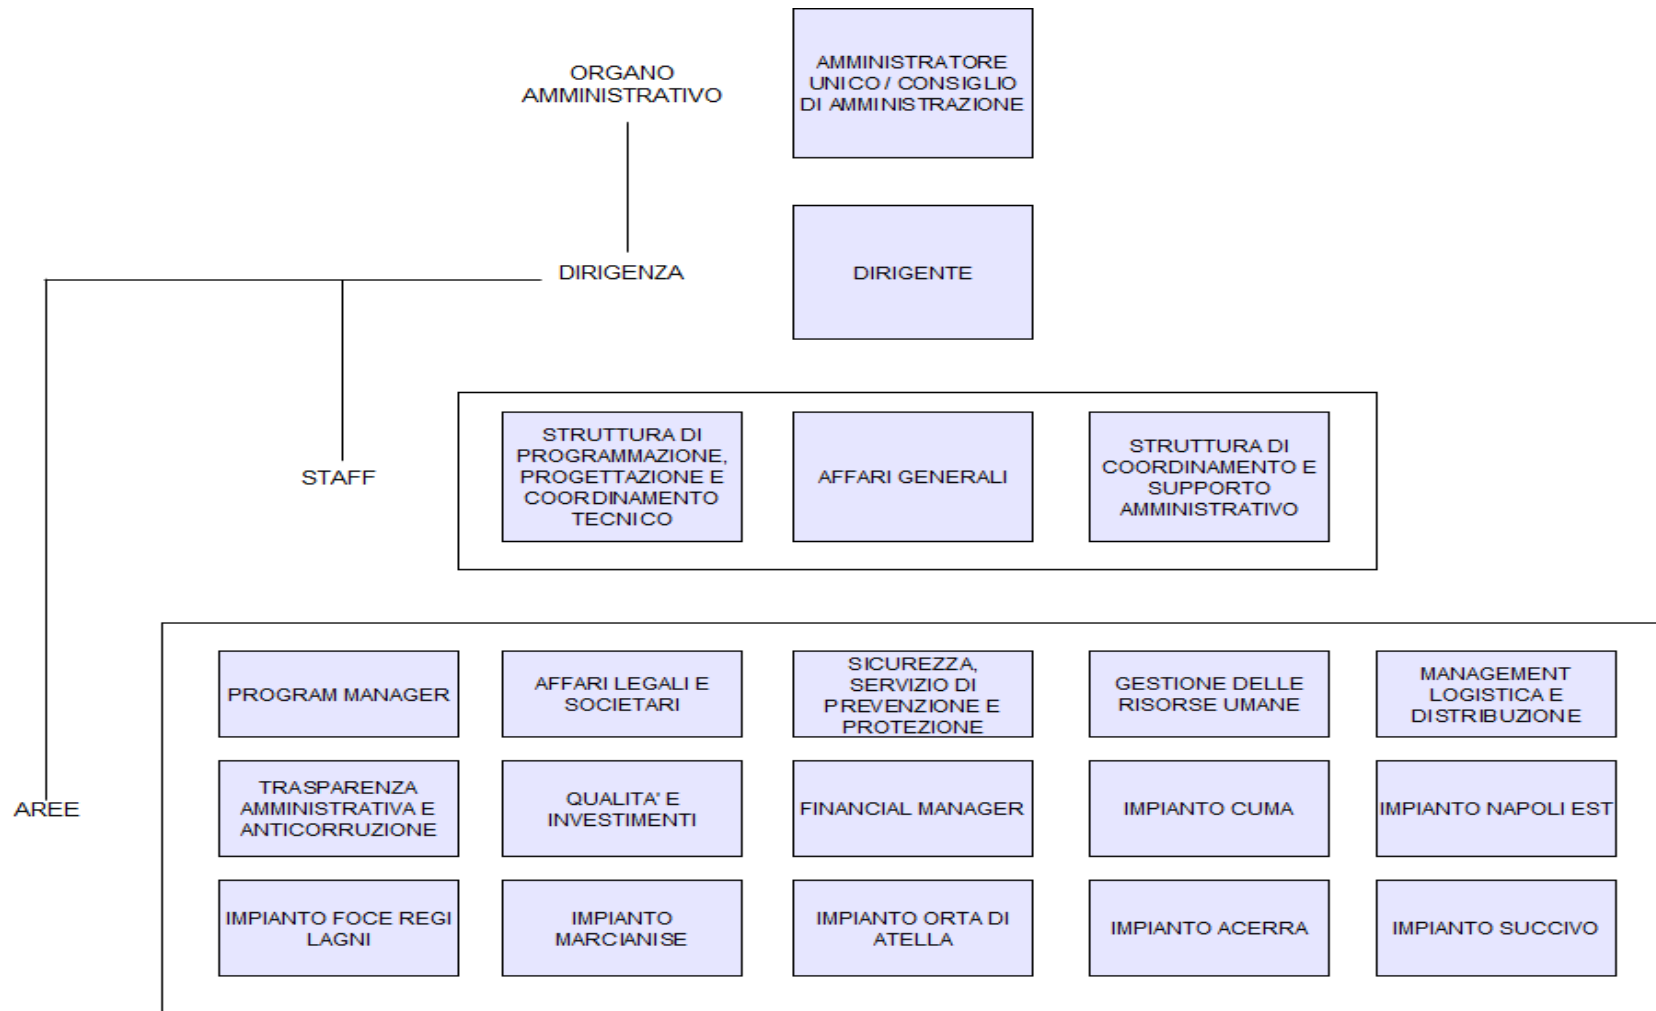 ORGANO
AMMINISTRATIVO
AMMINISTRATORE
UNICO / CONSIGLIO
DI AMMINISTRAZIONE
DIRIGENZA
DIRIGENTE
STAFF
STRUTTURA DI
PROGRAMMAZIONE,
PROGETTAZIONE E
COORDINAMENTO
TECNICO
AFFARI GENERALI
STRUTTURA DI
COORDINAMENTO E
SUPPORTO
AMMINISTRATIVO
AREE
PROGRAM MANAGER
AFFARI LEGALI E
SOCIETARI
SICUREZZA,
SERVIZIO DI
PREVENZIONE E
PROTEZIONE
GESTIONE DELLE
RISORSE UMANE
MANAGEMENT
LOGISTICA E
DISTRIBUZIONE
TRASPARENZA
AMMINISTRATIVA E
ANTICORRUZIONE
QUALITA' E
INVESTIMENTI
FINANCIAL MANAGER
IMPIANTO CUMA
IMPIANTO NAPOLI EST
IMPIANTO FOCE REGI
LAGNI
IMPIANTO
MARCIANISE
IMPIANTO ORTA DI
ATELLA
IMPIANTO ACERRA
IMPIANTO SUCCIVO